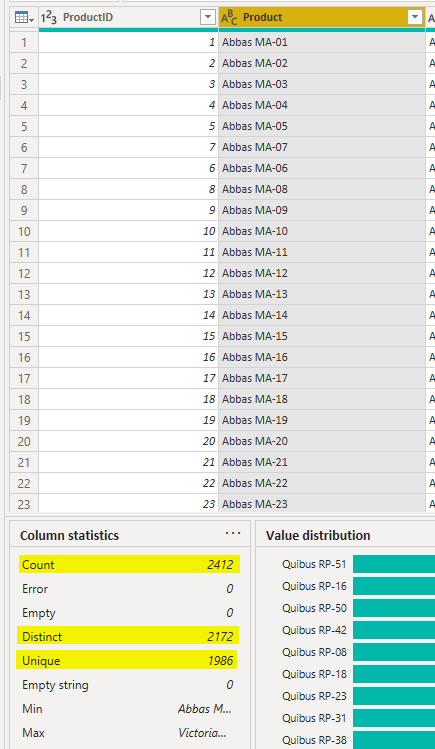 1²3 ProductID ABC Product A
1 1 Abbas MA-01 A
2 2 Abbas MA-02 A
3 3 Abbas MA-03 A
4 4 Abbas MA-04 A
5 5 Abbas MA-05 A
6 7 Abbas MA-07 A
7 6 Abbas MA-06 A
8 8 Abbas MA-08 A
9 9 Abbas MA-09 A
10 10 Abbas MA-10 A
11 11 Abbas MA-11 A
12 12 Abbas MA-12 A
13 13 Abbas MA-13 A
14 14 Abbas MA-14 A
15 15 Abbas MA-15 A
16 16 Abbas MA-16 A
17 17 Abbas MA-17 A
18 18 Abbas MA-18 A
19 19 Abbas MA-19 A
20 20 Abbas MA-20 A
21 21 Abbas MA-21 A
22 22 Abbas MA-22 A
23 23 Abbas MA-23 A
Column statistics ...
Count 2412
Error 0
Empty 0
Distinct 2172
Unique 1986
Empty string 0
Min Abbas M...
Max Victoria...
Value distribution
Quibus RP-51
Quibus RP-16
Quibus RP-50
Quibus RP-42
Quibus RP-08
Quibus RP-18
Quibus RP-23
Quibus RP-31
Quibus RP-38